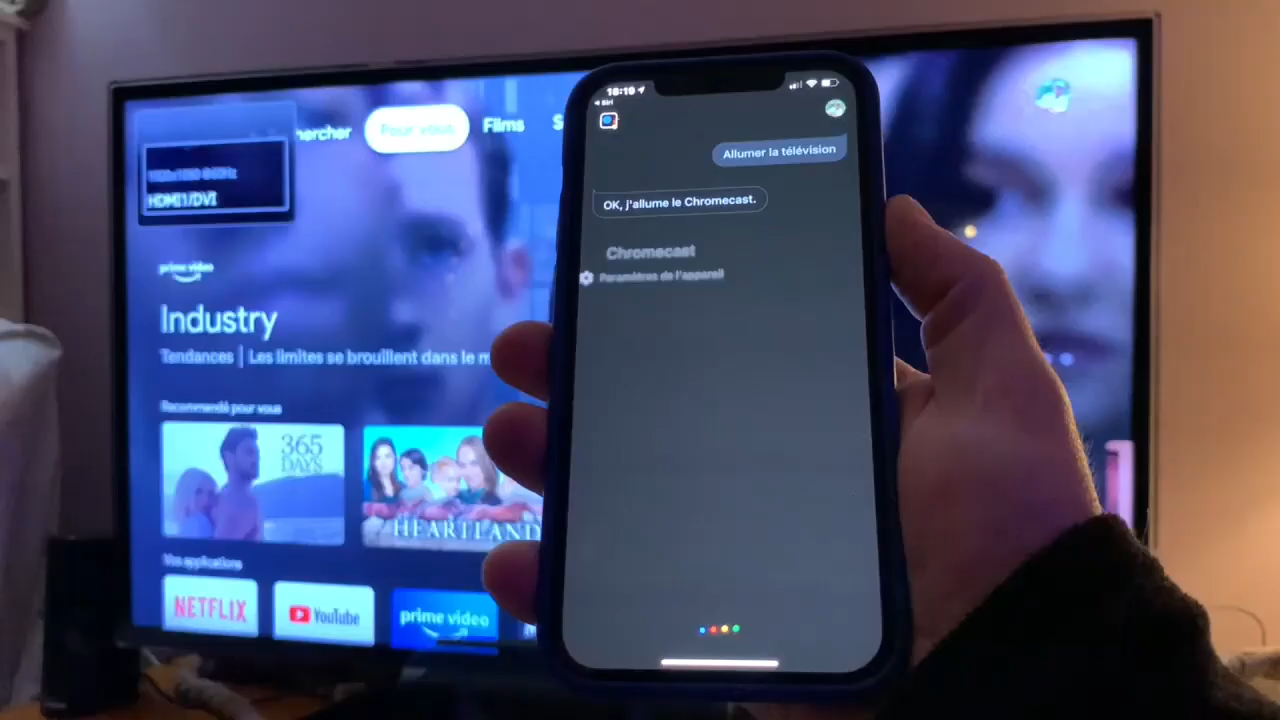 hercher
Pour vous
Films
S
HDMI1/DVI
prime video
Industry
Tendances | Les limites se brouillent dans le m
Recommandé pour vous
365
DAYS
HEARTLAND
Vos applications
NETFLIX
YouTube
prime video
18:19
Siri
Allumer la télévision
OK, j'allume le Chromecast.
Chromecast
Paramètres de l'appareil